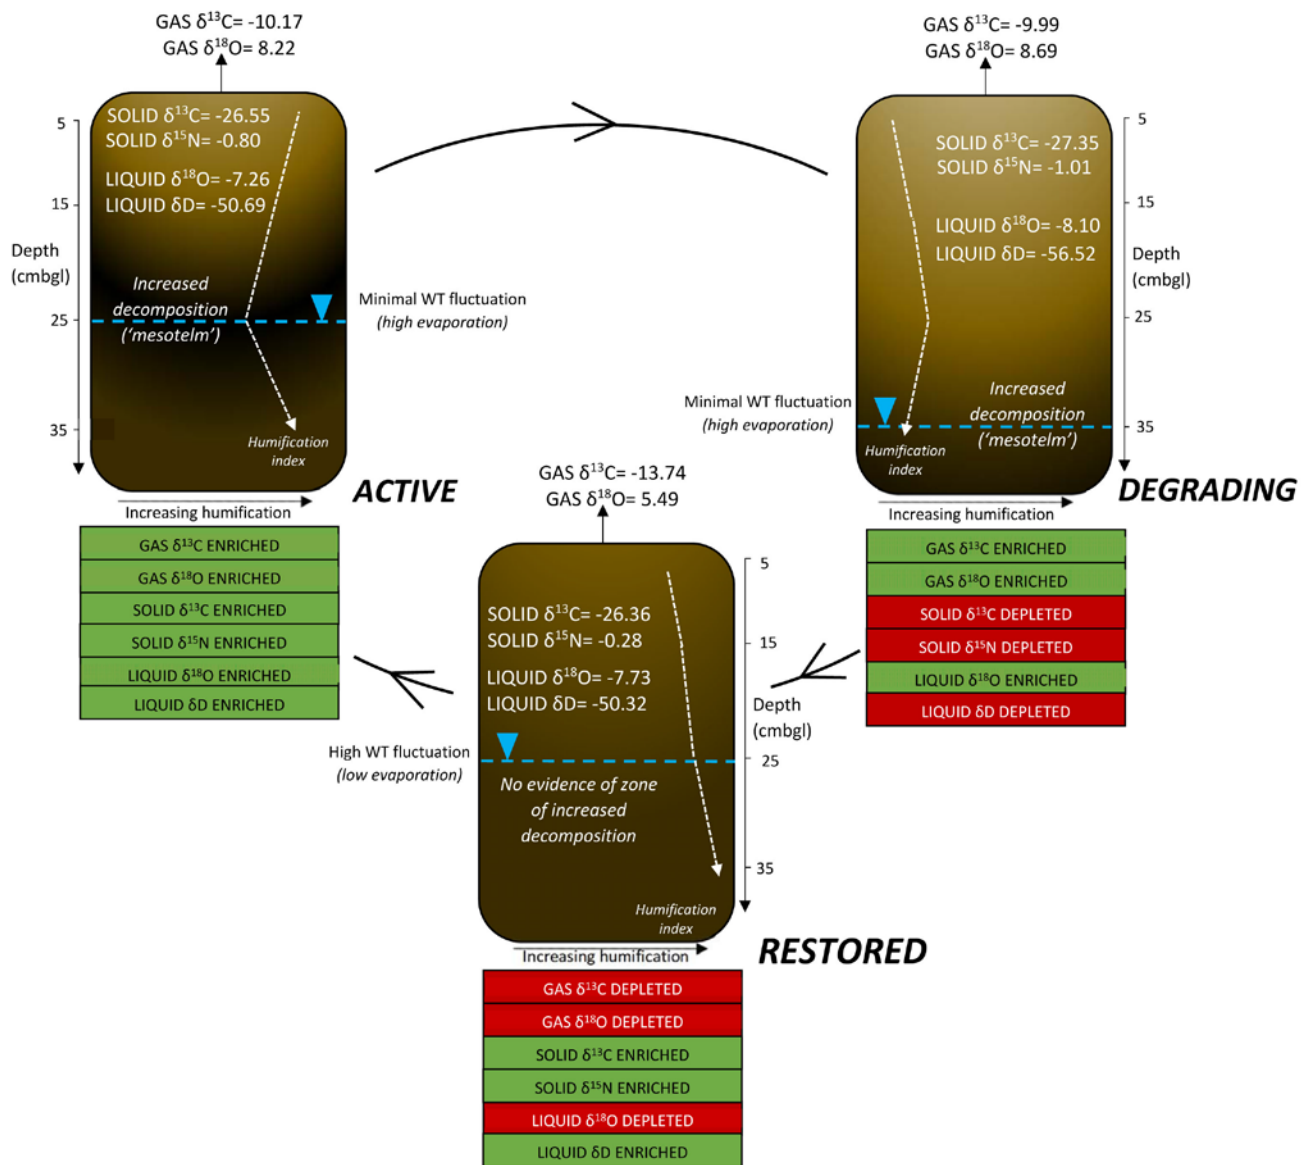 GAS δ¹³C= -10.17
GAS δ¹⁸O= 8.22
SOLID δ¹³C= -26.55
SOLID δ¹⁵N= -0.80
LIQUID δ¹⁸O= -7.26
LIQUID δD= -50.69
5
15
Depth
(cmbgl)
25
35
Increased
decomposition
('mesotelm')
Humification
index
Minimal WT fluctuation
(high evaporation)
ACTIVE
Increasing humification
GAS δ¹³C ENRICHED
GAS δ¹⁸O ENRICHED
SOLID δ¹³C ENRICHED
SOLID δ¹⁵N ENRICHED
LIQUID δ¹⁸O ENRICHED
LIQUID δD ENRICHED
GAS δ¹³C= -9.99
GAS δ¹⁸O= 8.69
SOLID δ¹³C= -27.35
SOLID δ¹⁵N= -1.01
LIQUID δ¹⁸O= -8.10
LIQUID δD= -56.52
5
15
Depth
(cmbgl)
25
35
Minimal WT fluctuation
(high evaporation)
Increased
decomposition
('mesotelm')
Humification
index
DEGRADING
Increasing humification
GAS δ¹³C ENRICHED
GAS δ¹⁸O ENRICHED
SOLID δ¹³C DEPLETED
SOLID δ¹⁵N DEPLETED
LIQUID δ¹⁸O ENRICHED
LIQUID δD DEPLETED
GAS δ¹³C= -13.74
GAS δ¹⁸O= 5.49
SOLID δ¹³C= -26.36
SOLID δ¹⁵N= -0.28
LIQUID δ¹⁸O= -7.73
LIQUID δD= -50.32
5
15
Depth
(cmbgl)
25
35
High WT fluctuation
(low evaporation)
No evidence of zone
of increased
decomposition
Humification
index
RESTORED
Increasing humification
GAS δ¹³C DEPLETED
GAS δ¹⁸O DEPLETED
SOLID δ¹³C ENRICHED
SOLID δ¹⁵N ENRICHED
LIQUID δ¹⁸O DEPLETED
LIQUID δD ENRICHED